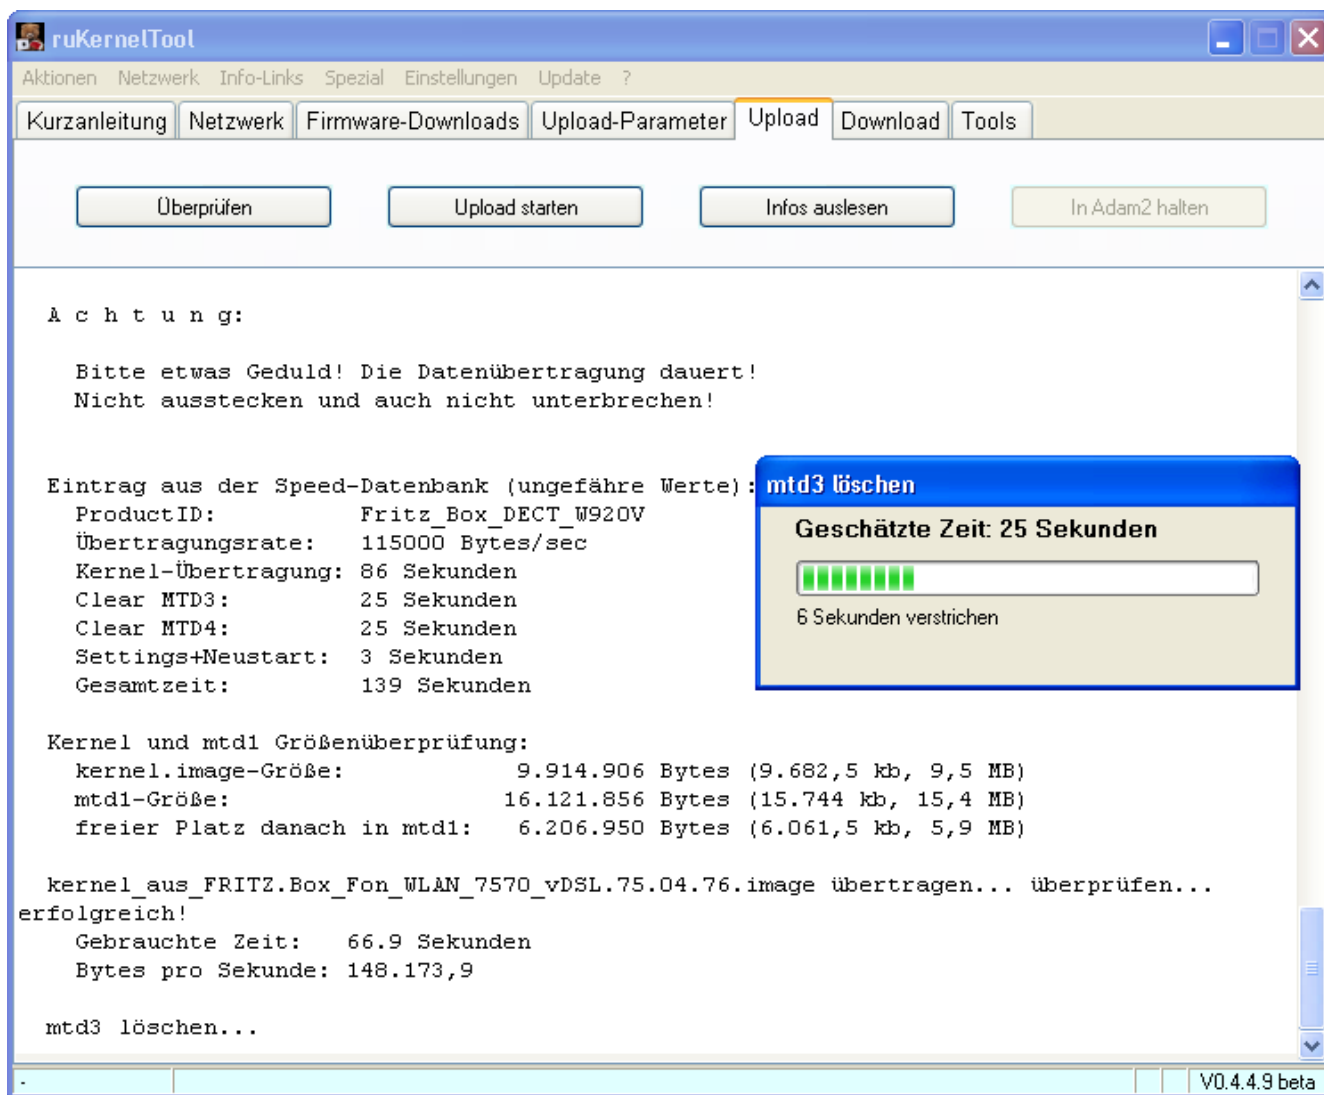 ruKernelTool
Aktionen Netzwerk Info-Links Spezial Einstellungen Update ?
Kurzanleitung Netzwerk Firmware-Downloads Upload-Parameter Upload Download Tools
Überprüfen Upload starten Infos auslesen In Adam2 halten
A c h t u n g:
Bitte etwas Geduld! Die Datenübertragung dauert!
Nicht ausstecken und auch nicht unterbrechen!
Eintrag aus der Speed-Datenbank (ungefähre Werte):
ProductID: Fritz_Box_DECT_W920V
Übertragungsrate: 115000 Bytes/sec
Kernel-Übertragung: 86 Sekunden
Clear MTD3: 25 Sekunden
Clear MTD4: 25 Sekunden
Settings+Neustart: 3 Sekunden
Gesamtzeit: 139 Sekunden
mtd3 löschen
Geschätzte Zeit: 25 Sekunden
6 Sekunden verstrichen
Kernel und mtd1 Größenüberprüfung:
kernel.image-Größe: 9.914.906 Bytes (9.682,5 kb, 9,5 MB)
mtd1-Größe: 16.121.856 Bytes (15.744 kb, 15,4 MB)
freier Platz danach in mtd1: 6.206.950 Bytes (6.061,5 kb, 5,9 MB)
kernel_aus_FRITZ.Box_Fon_WLAN_7570_vDSL.75.04.76.image übertragen... überprüfen...
erfolgreich!
Gebrauchte Zeit: 66.9 Sekunden
Bytes pro Sekunde: 148.173,9
mtd3 löschen...
- V0.4.4.9 beta